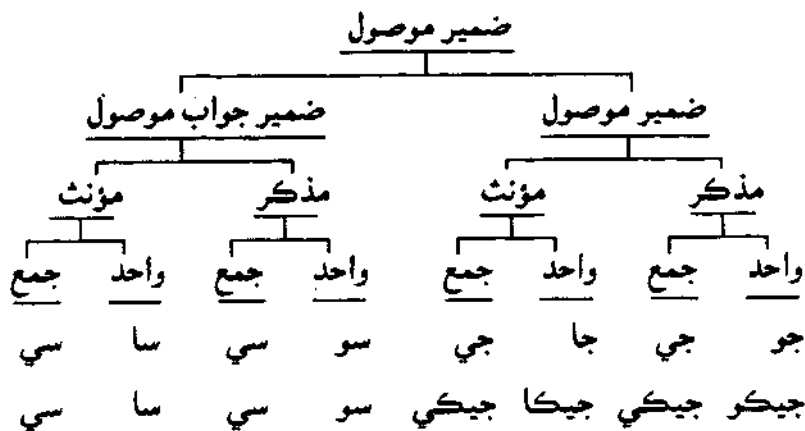 ضمير موصول
ضمير موصول ضمير جواب موصول
مذكر مؤنث مذكر مؤنث
واحد جمع واحد جمع واحد جمع واحد جمع
جو جي جا جي سو سي سا سي
جيكو جيكي جيكا جيكي سو سي سا سي